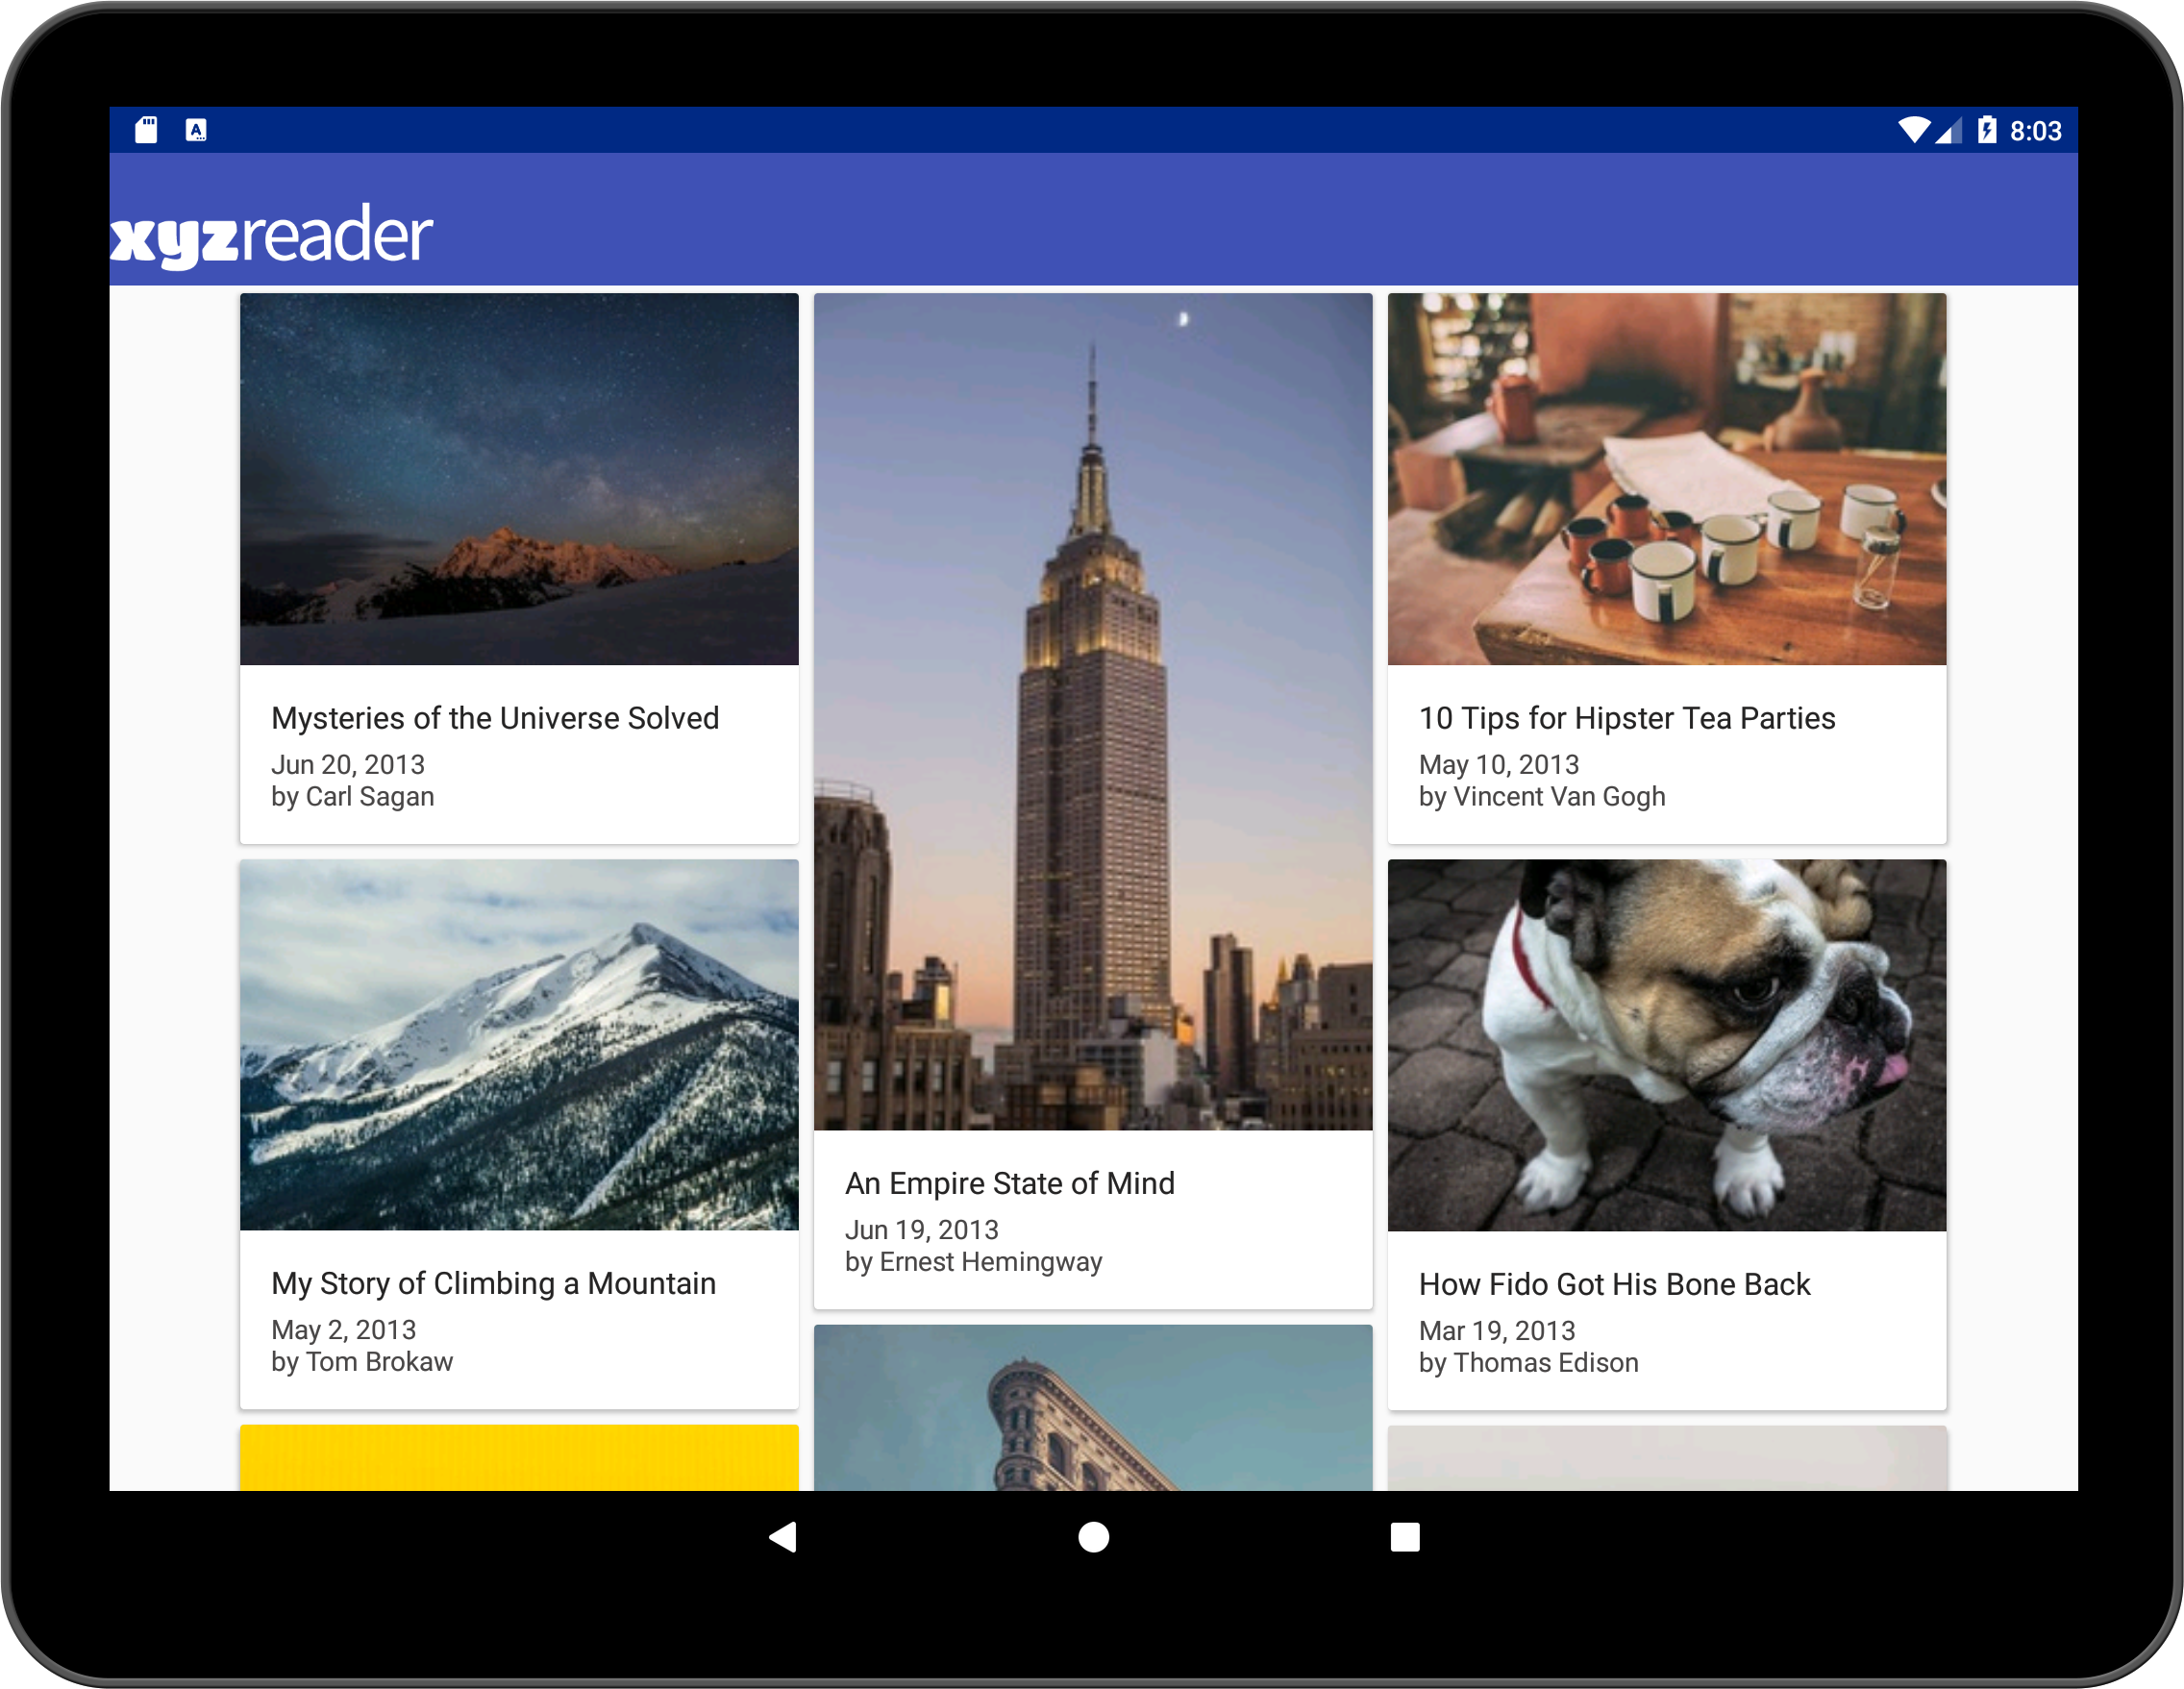 8:03
xyzreader
Mysteries of the Universe Solved
Jun 20, 2013
by Carl Sagan
An Empire State of Mind
Jun 19, 2013
by Ernest Hemingway
10 Tips for Hipster Tea Parties
May 10, 2013
by Vincent Van Gogh
My Story of Climbing a Mountain
May 2, 2013
by Tom Brokaw
How Fido Got His Bone Back
Mar 19, 2013
by Thomas Edison